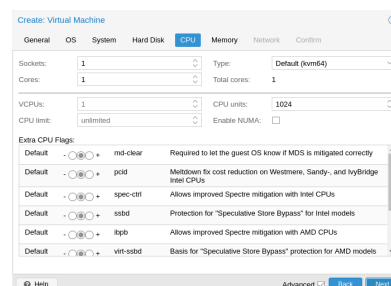 Create: Virtual Machine
General OS System Hard Disk CPU Memory Network Confirm
Sockets: 1 Type: Default (kvm64)
Cores: 1 Total cores: 1
VCPUs: 1 CPU units: 1024
CPU limit: unlimited Enable NUMA:
Extra CPU Flags:
Default - + md-clear Required to let the guest OS know if MDS is mitigated correctly
Default - + pcid Meltdown fix cost reduction on Westmere, Sandy-, and IvyBridge
Intel CPUs
Default - + spec-ctrl Allows improved Spectre mitigation with Intel CPUs
Default - + ssbd Protection for "Speculative Store Bypass" for Intel models
Default - + ibpb Allows improved Spectre mitigation with AMD CPUs
Default - + virt-ssbd Basis for "Speculative Store Bypass" protection for AMD models
Help Advanced Back Next